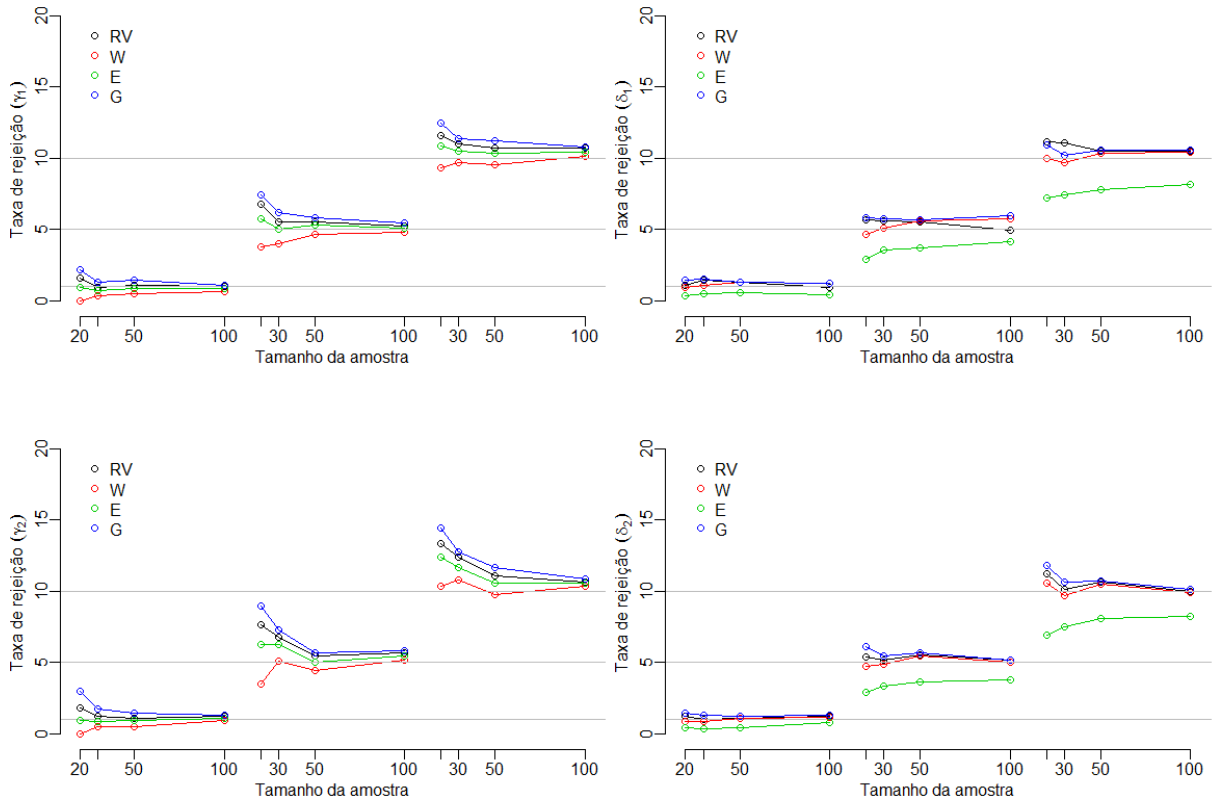 Taxa de rejeição (γ1)
20
15
10
5
0
RV
W
E
G
20 50 100 30 50 100 30 50 100
Tamanho da amostra
Taxa de rejeição (δ1)
20
15
10
5
0
RV
W
E
G
20 50 100 30 50 100 30 50 100
Tamanho da amostra
Taxa de rejeição (γ2)
20
15
10
5
0
RV
W
E
G
20 50 100 30 50 100 30 50 100
Tamanho da amostra
Taxa de rejeição (δ2)
20
15
10
5
0
RV
W
E
G
20 50 100 30 50 100 30 50 100
Tamanho da amostra